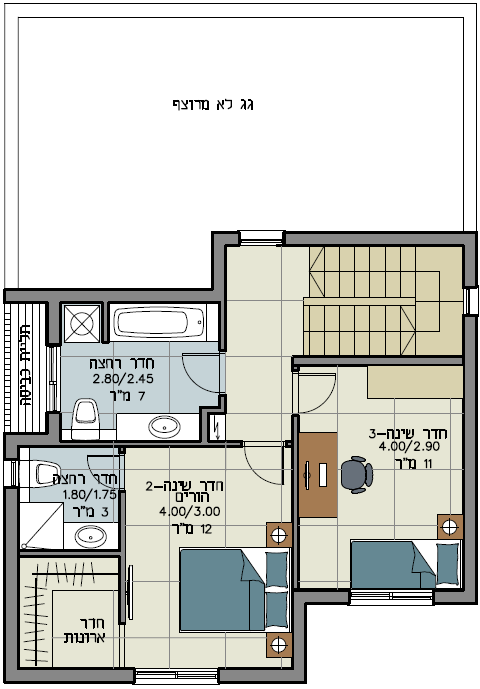 גג לא מרוצף
תליית כביסה
חדר רחצה
2.80/2.45
7 מ"ר
חדר שינה-3
4.00/2.90
11 מ"ר
חדר רחצה
1.80/1.75
3 מ"ר
חדר שינה-2
הורים
4.00/3.00
12 מ"ר
חדר
ארונות